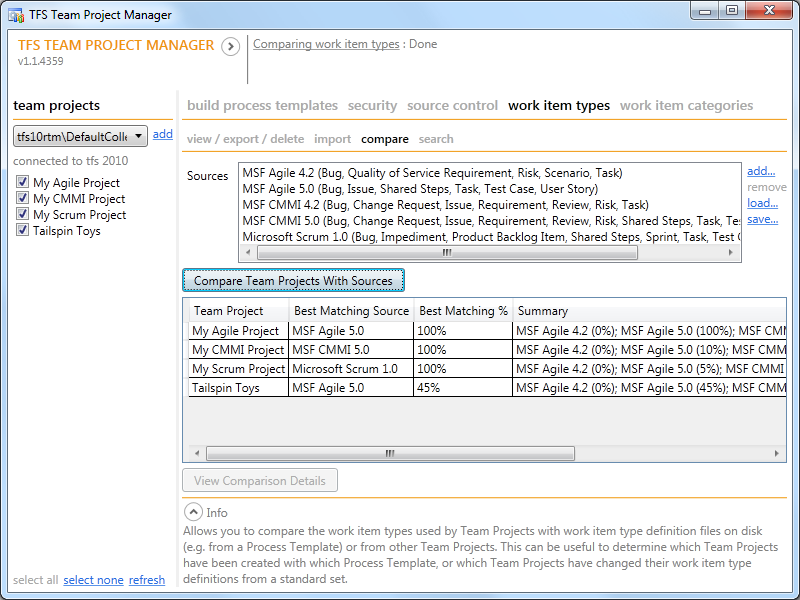 TFS Team Project Manager
TFS TEAM PROJECT MANAGER
v1.1.4359
Comparing work item types : Done
team projects
tfs10rtm\DefaultColle
add
connected to tfs 2010
My Agile Project
My CMMI Project
My Scrum Project
Tailspin Toys
select all select none refresh
build process templates security source control work item types work item categories
view / export / delete import compare search
Sources
MSF Agile 4.2 (Bug, Quality of Service Requirement, Risk, Scenario, Task)
MSF Agile 5.0 (Bug, Issue, Shared Steps, Task, Test Case, User Story)
MSF CMMI 4.2 (Bug, Change Request, Issue, Requirement, Review, Risk, Task)
MSF CMMI 5.0 (Bug, Change Request, Issue, Requirement, Review, Risk, Shared Steps, Task, Te
Microsoft Scrum 1.0 (Bug, Impediment, Product Backlog Item, Shared Steps, Sprint, Task, Test C
add...
remove
load...
save...
Compare Team Projects With Sources
Team Project Best Matching Source Best Matching % Summary
My Agile Project MSF Agile 5.0 100% MSF Agile 4.2 (0%); MSF Agile 5.0 (100%); MSF CMM
My CMMI Project MSF CMMI 5.0 100% MSF Agile 4.2 (0%); MSF Agile 5.0 (10%); MSF CMMI
My Scrum Project Microsoft Scrum 1.0 100% MSF Agile 4.2 (0%); MSF Agile 5.0 (5%); MSF CMMI
Tailspin Toys MSF Agile 5.0 45% MSF Agile 4.2 (0%); MSF Agile 5.0 (45%); MSF CMMI
View Comparison Details
Info
Allows you to compare the work item types used by Team Projects with work item type definition files on disk
(e.g. from a Process Template) or from other Team Projects. This can be useful to determine which Team Projects
have been created with which Process Template, or which Team Projects have changed their work item type
definitions from a standard set.